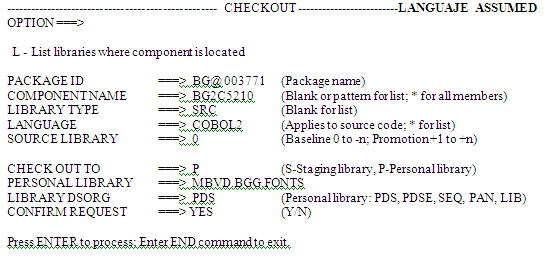 ------------------------------------------ CHECKOUT--------------------------LANGUAJE ASSUMED
OPTION ===>
L - List libraries where component is located
PACKAGE ID ===> BG@003771 (Package name)
COMPONENT NAME ===> BG2C5210 (Blank or pattern for list; * for all members)
LIBRARY TYPE ===> SRC (Blank for list)
LANGUAGE ===> COBOL2 (Applies to source code; * for list)
SOURCE LIBRARY ===> 0 (Baseline 0 to -n; Promotion +1 to +n)
CHECK OUT TO ===> P (S-Staging library, P-Personal library)
PERSONAL LIBRARY ===> MBVD.BGG.FONTS
LIBRARY DSORG ===> PDS (Personal library: PDS, PDSE, SEQ, PAN, LIB)
CONFIRM REQUEST ===> YES (Y/N)
Press ENTER to process; Enter END command to exit.